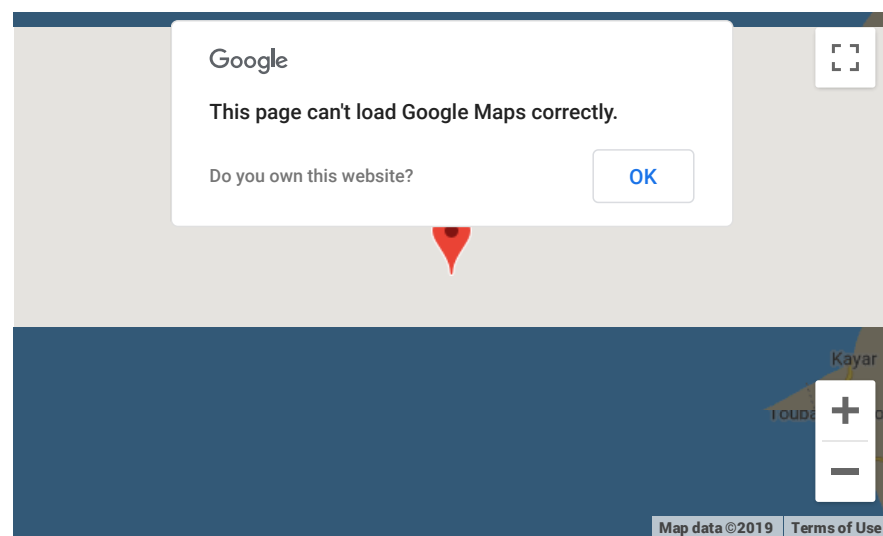 Google
This page can't load Google Maps correctly.
Do you own this website?
OK
Kayar
Map data ©2019
Terms of Use